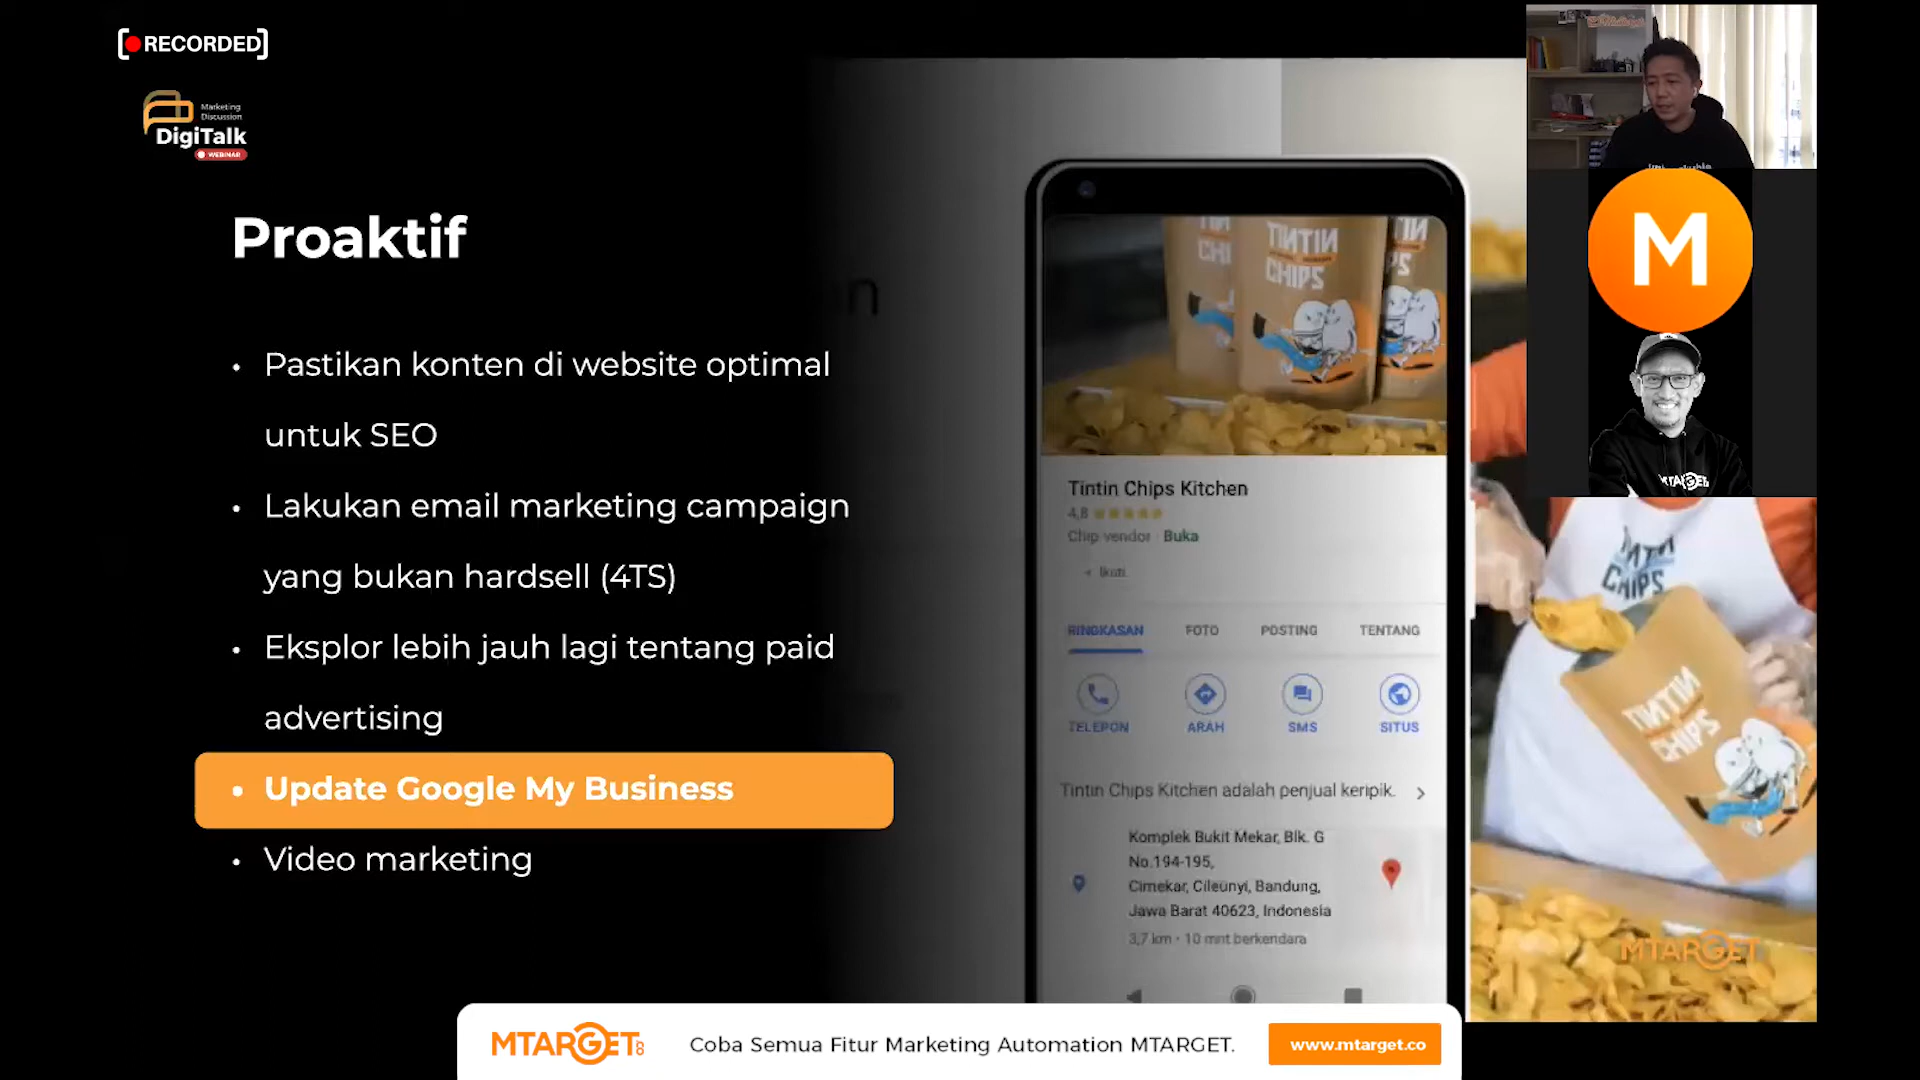 [RECORDED]
Marketing
Discussion
DigiTalk
WEBINAR
Proaktif
• Pastikan konten di website optimal
untuk SEO
• Lakukan email marketing campaign
yang bukan hardsell (4TS)
• Eksplor lebih jauh lagi tentang paid
advertising
• Update Google My Business
• Video marketing
TINTIN
CHIPS
Tintin Chips Kitchen
4,8
Chip vendor · Buka
+ Ikuti
RINGKASAN FOTO POSTING TENTANG
TELEPON ARAH SMS SITUS
Tintin Chips Kitchen adalah penjual keripik.
Komplek Bukit Mekar, Blk. G
No.194-195,
Cimekar, Cileunyi, Bandung,
Jawa Barat 40623, Indonesia
3,7 km · 10 mnt berkendara
M
MTARGET
CHIPS
TINTIN
CHIPS
MTARGET
MTARGET.CO
Coba Semua Fitur Marketing Automation MTARGET.
www.mtarget.co